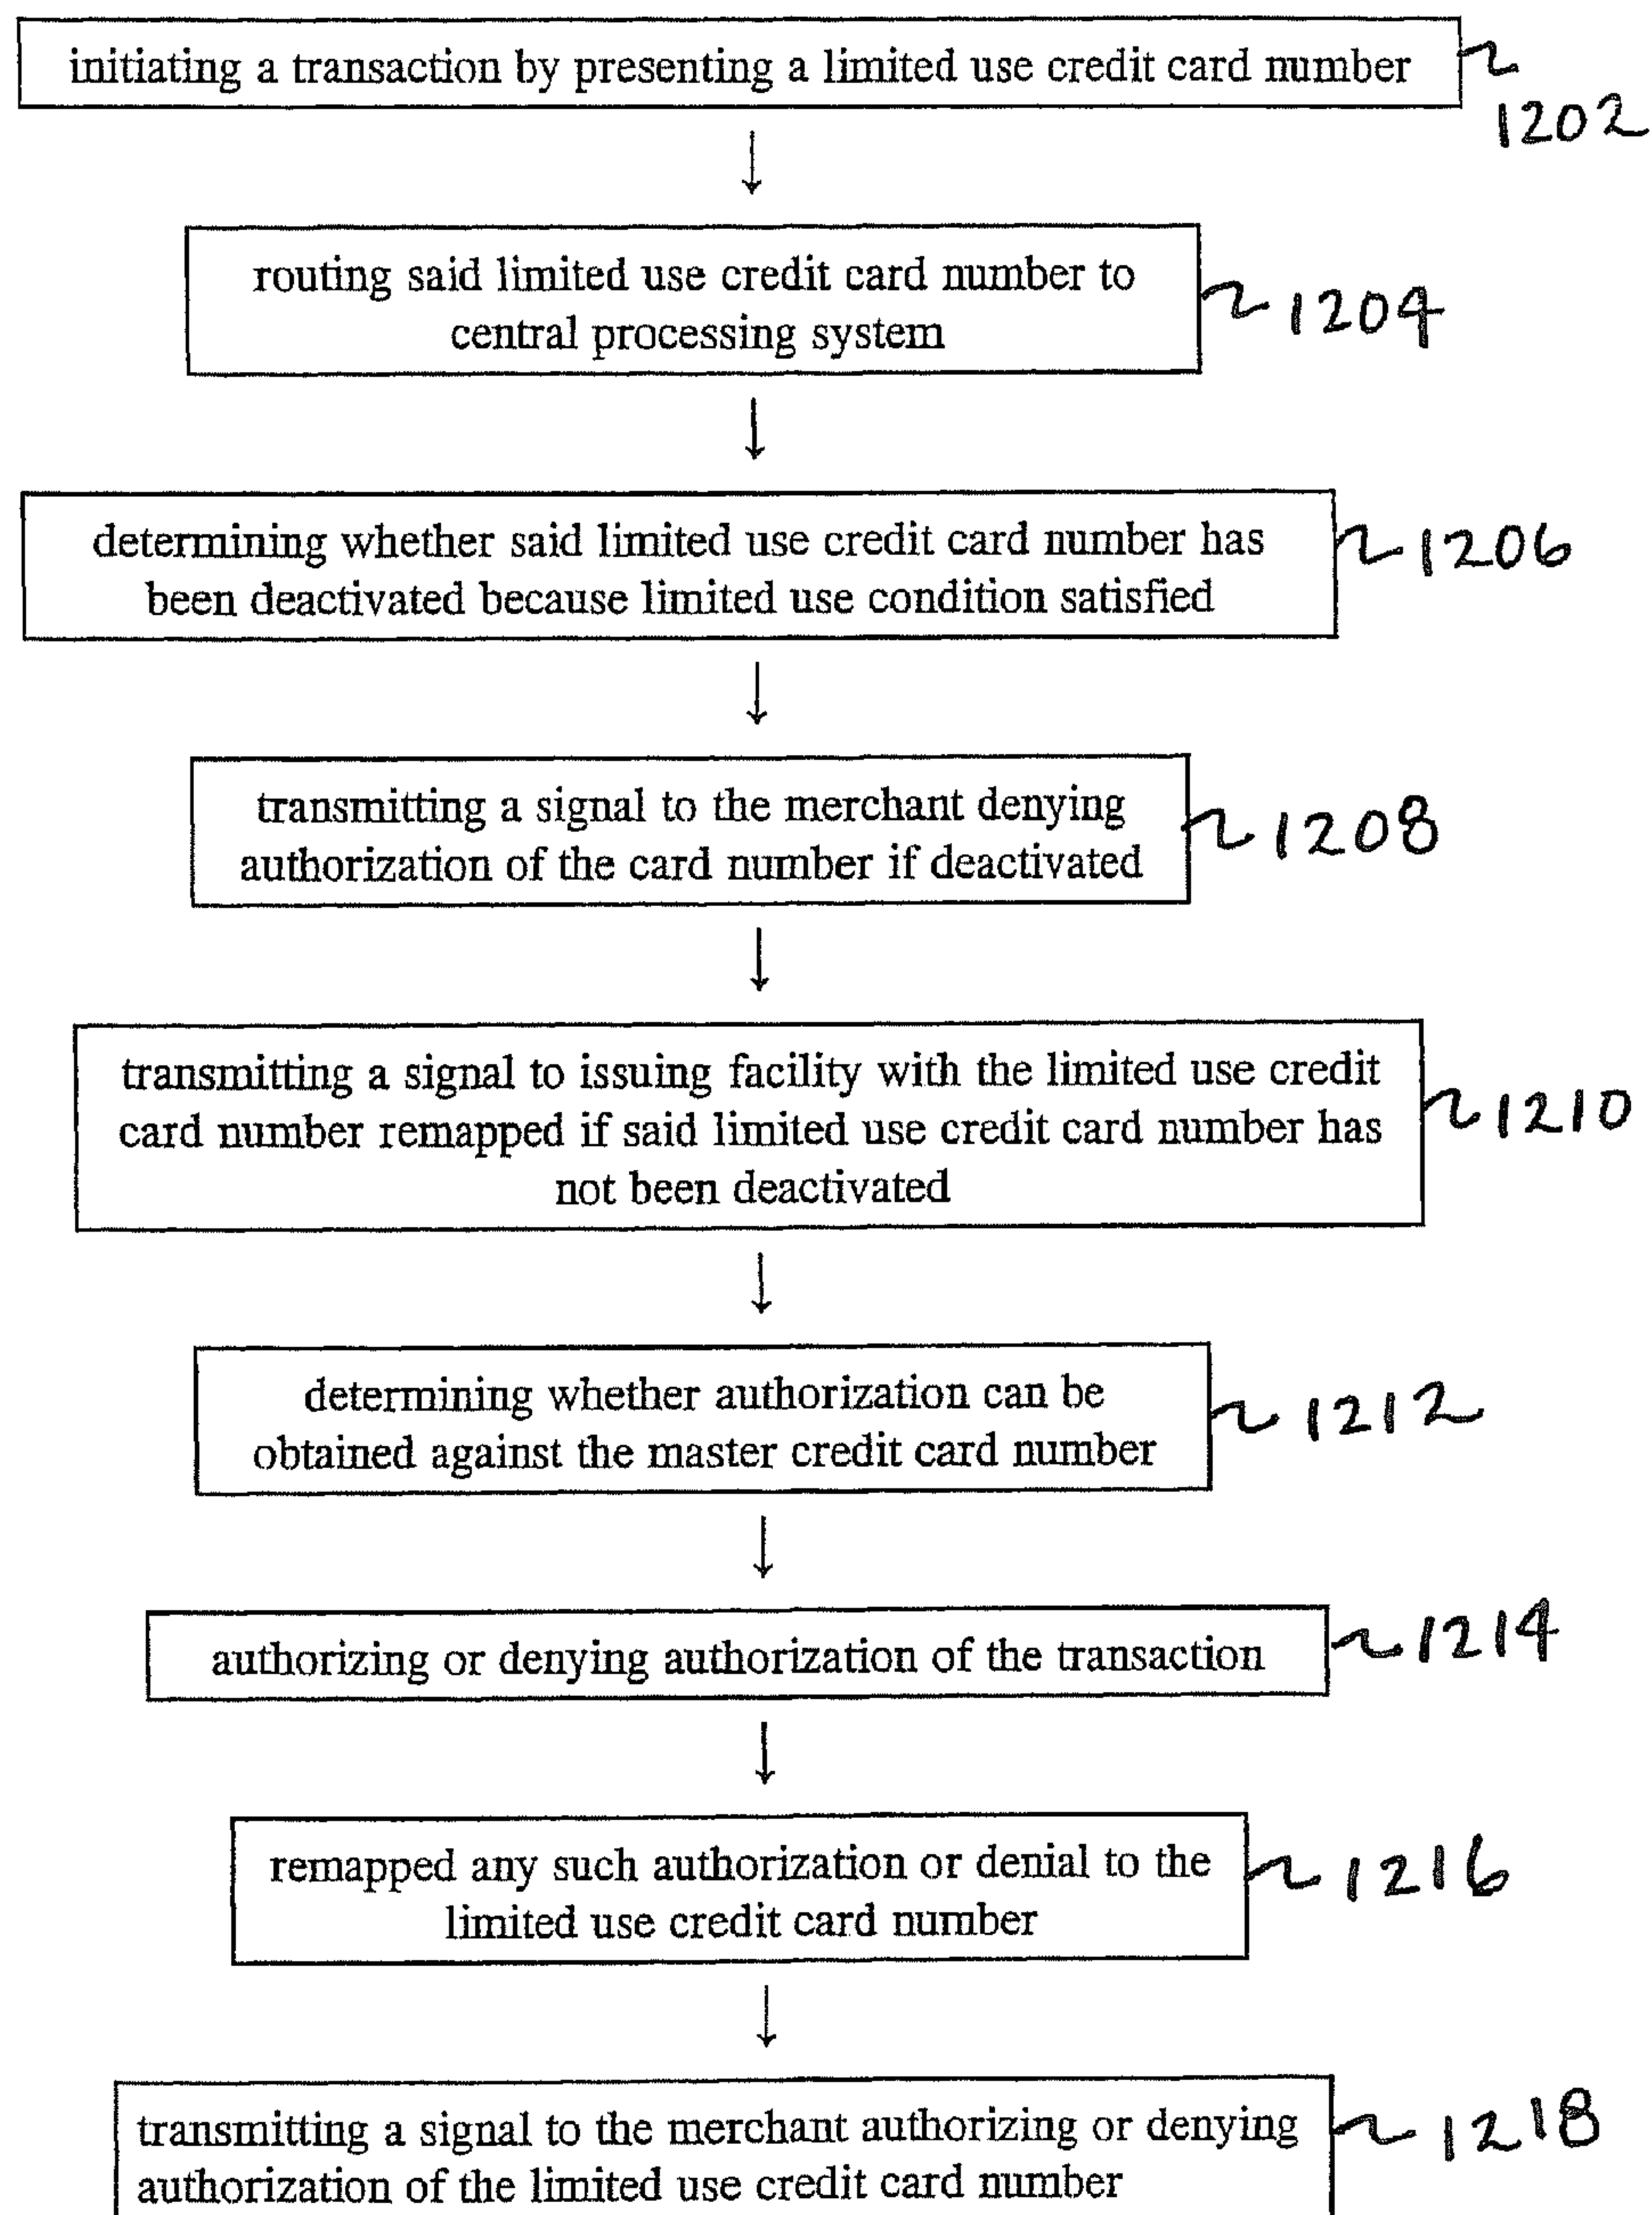 initiating a transaction by presenting a limited use credit card number
1202
routing said limited use credit card number to
central processing system
1204
determining whether said limited use credit card number has
been deactivated because limited use condition satisfied
1206
transmitting a signal to the merchant denying
authorization of the card number if deactivated
1208
transmitting a signal to issuing facility with the limited use credit
card number remapped if said limited use credit card number has
not been deactivated
1210
determining whether authorization can be
obtained against the master credit card number
1212
authorizing or denying authorization of the transaction
1214
remapped any such authorization or denial to the
limited use credit card number
1216
transmitting a signal to the merchant authorizing or denying
authorization of the limited use credit card number
1218